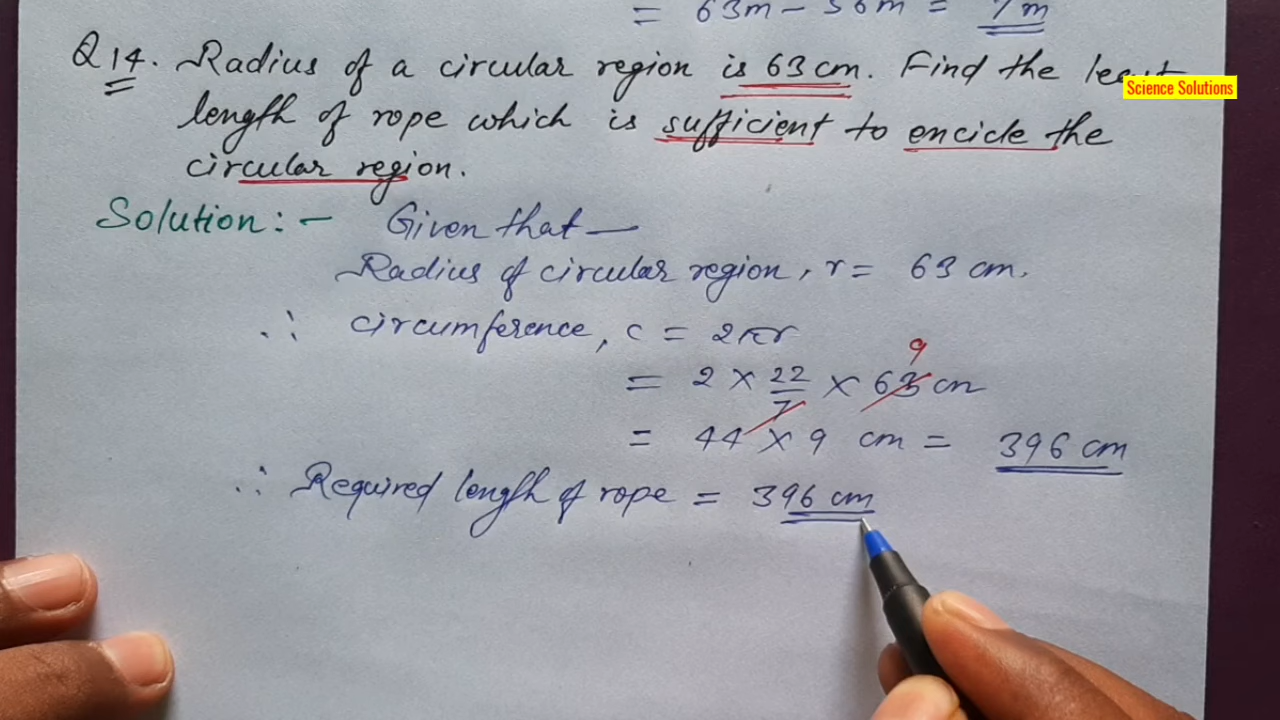 = 63m - 56m = 7m
Q14. Radius of a circular region is 63 cm. Find the least
Science Solutions
length of rope which is sufficient to encicle the
circular region.
Solution:- Given that —
Radius of circular region, r = 63 cm.
∴ circumference, c = 2πr
9
= 2 × 22/7 × 63 cm
= 44 × 9 cm = 396 cm
∴ Required length of rope = 396 cm